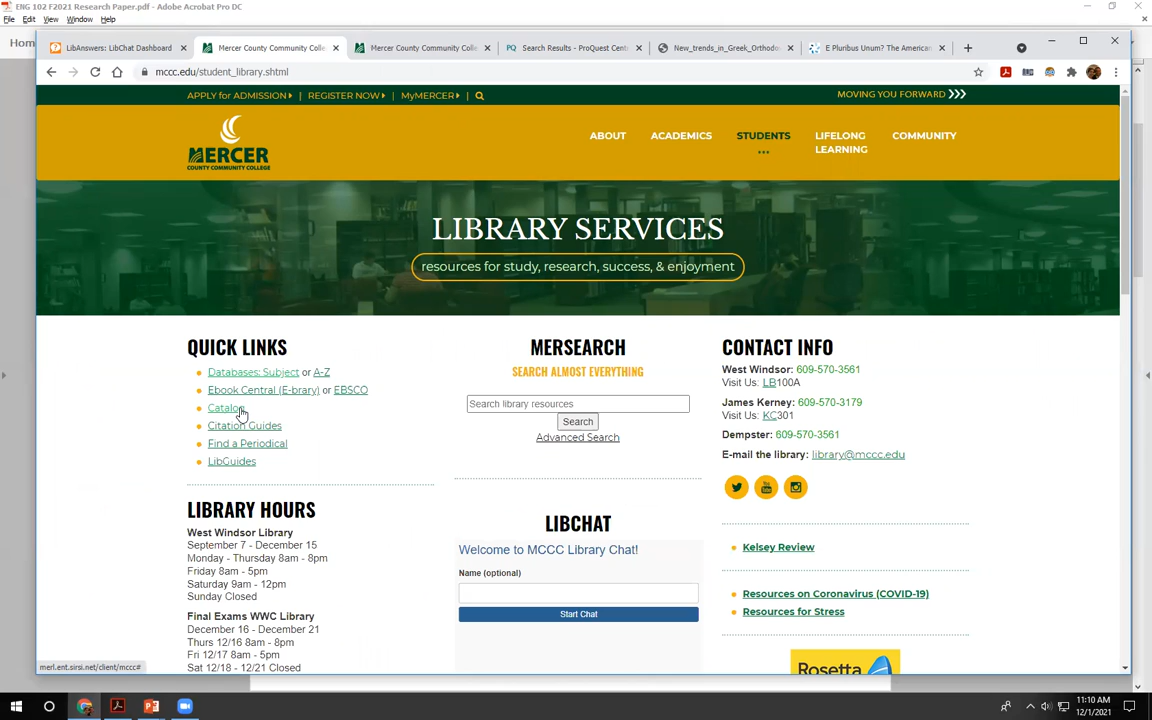 ENG 102 F2021 Research Paper.pdf - Adobe Acrobat Pro DC
File Edit View Window Help
Hom
LibAnswers: LibChat Dashboard
Mercer County Community Colle
Mercer County Community Colle
Search Results - ProQuest Cent
New_trends_in_Greek_Orthodo
E Pluribus Unum? The American
mccc.edu/student_library.shtml
APPLY for ADMISSION | REGISTER NOW | MyMERCER |
MOVING YOU FORWARD
MERCER
COUNTY COMMUNITY COLLEGE
ABOUT
ACADEMICS
STUDENTS
LIFELONG
LEARNING
COMMUNITY
LIBRARY SERVICES
resources for study, research, success, & enjoyment
QUICK LINKS
Databases: Subject or A-Z
Ebook Central (E-brary) or EBSCO
Catalog
Citation Guides
Find a Periodical
LibGuides
LIBRARY HOURS
West Windsor Library
September 7 - December 15
Monday - Thursday 8am - 8pm
Friday 8am - 5pm
Saturday 9am - 12pm
Sunday Closed
Final Exams WWC Library
December 16 - December 21
Thurs 12/16 8am - 8pm
Fri 12/17 8am - 5pm
Sat 12/18 - 12/21 Closed
MERSEARCH
SEARCH ALMOST EVERYTHING
Search library resources
Search
Advanced Search
LIBCHAT
Welcome to MCCC Library Chat!
Name (optional)
Start Chat
CONTACT INFO
West Windsor: 609-570-3561
Visit Us: LB100A
James Kerney: 609-570-3179
Visit Us: KC301
Dempster: 609-570-3561
E-mail the library: library@mccc.edu
Kelsey Review
Resources on Coronavirus (COVID-19)
Resources for Stress
Rosetta
merl.ent.sirsi.net/client/mccc#
11:10 AM
12/1/2021